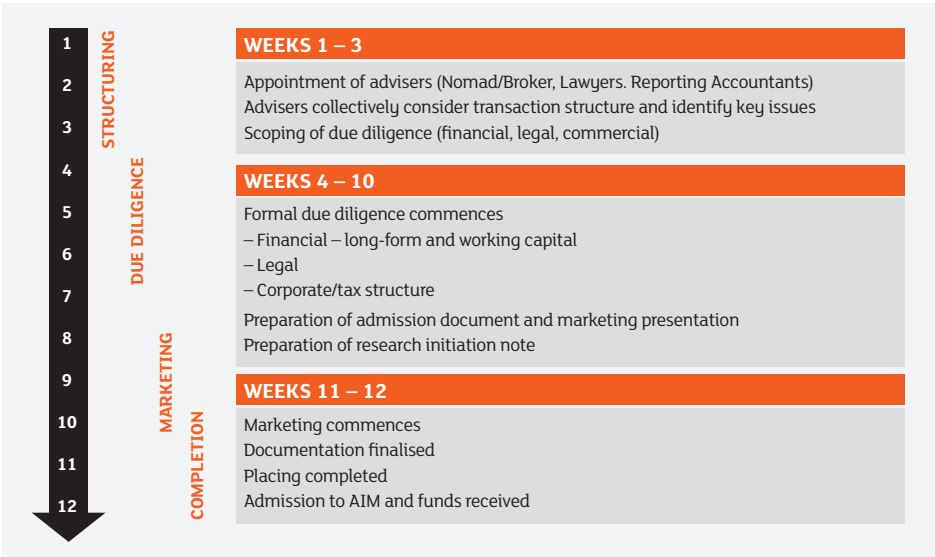 1
2
3
4
5
6
7
8
9
10
11
12
STRUCTURING
DUE DILIGENCE
MARKETING
COMPLETION
WEEKS 1 – 3
Appointment of advisers (Nomad/Broker, Lawyers. Reporting Accountants)
Advisers collectively consider transaction structure and identify key issues
Scoping of due diligence (financial, legal, commercial)
WEEKS 4 – 10
Formal due diligence commences
– Financial – long-form and working capital
– Legal
– Corporate/tax structure
Preparation of admission document and marketing presentation
Preparation of research initiation note
WEEKS 11 – 12
Marketing commences
Documentation finalised
Placing completed
Admission to AIM and funds received